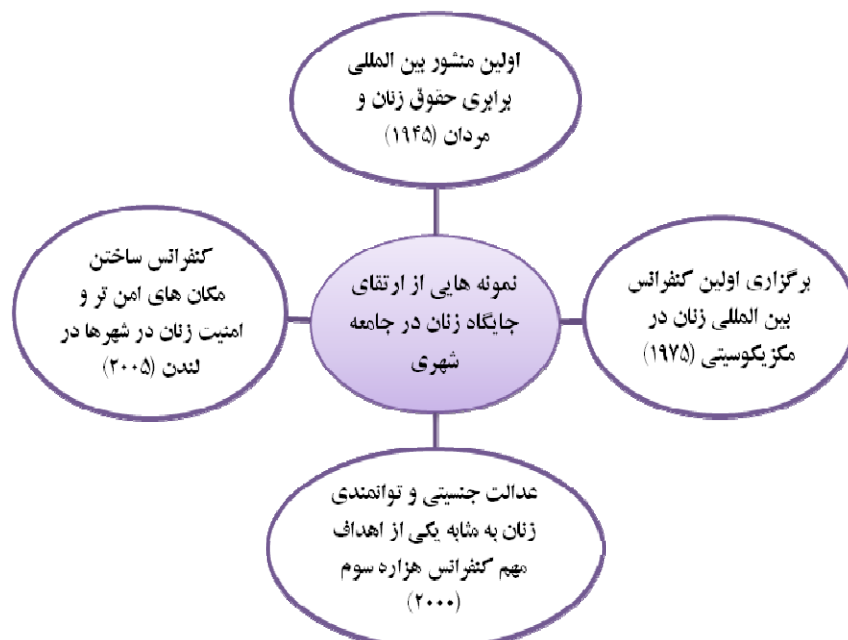 اولین منشور بین المللی
برابری حقوق زنان و
مردان (۱۹۴۵)
برگزاری اولین کنفرانس
بین المللی زنان در
مکزیکوسیتی (۱۹۷۵)
نمونه هایی از ارتقای
جایگاه زنان در جامعه
شهری
کنفرانس ساختن
مکان های امن تر و
امنیت زنان در شهرها در
لندن (۲۰۰۵)
عدالت جنسیتی و توانمندی
زنان به مثابه یکی از اهداف
مهم کنفرانس هزاره سوم
(۲۰۰۰)